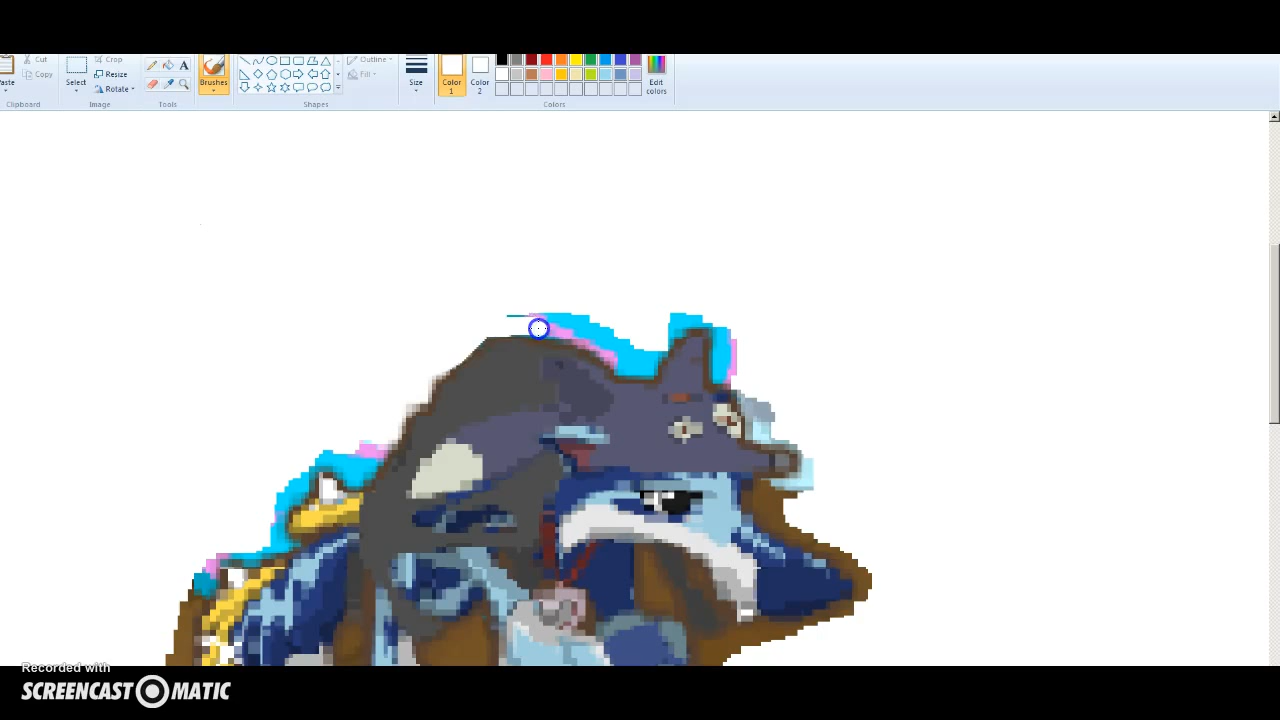 Cut
Crop
Outline
Paste
Copy
Select
Resize
A
Brushes
Fill
Size
Color
Color
Edit
Rotate
1
2
colors
Clipboard
Image
Tools
Shapes
Colors
Recorded with
SCREENCAST MATIC